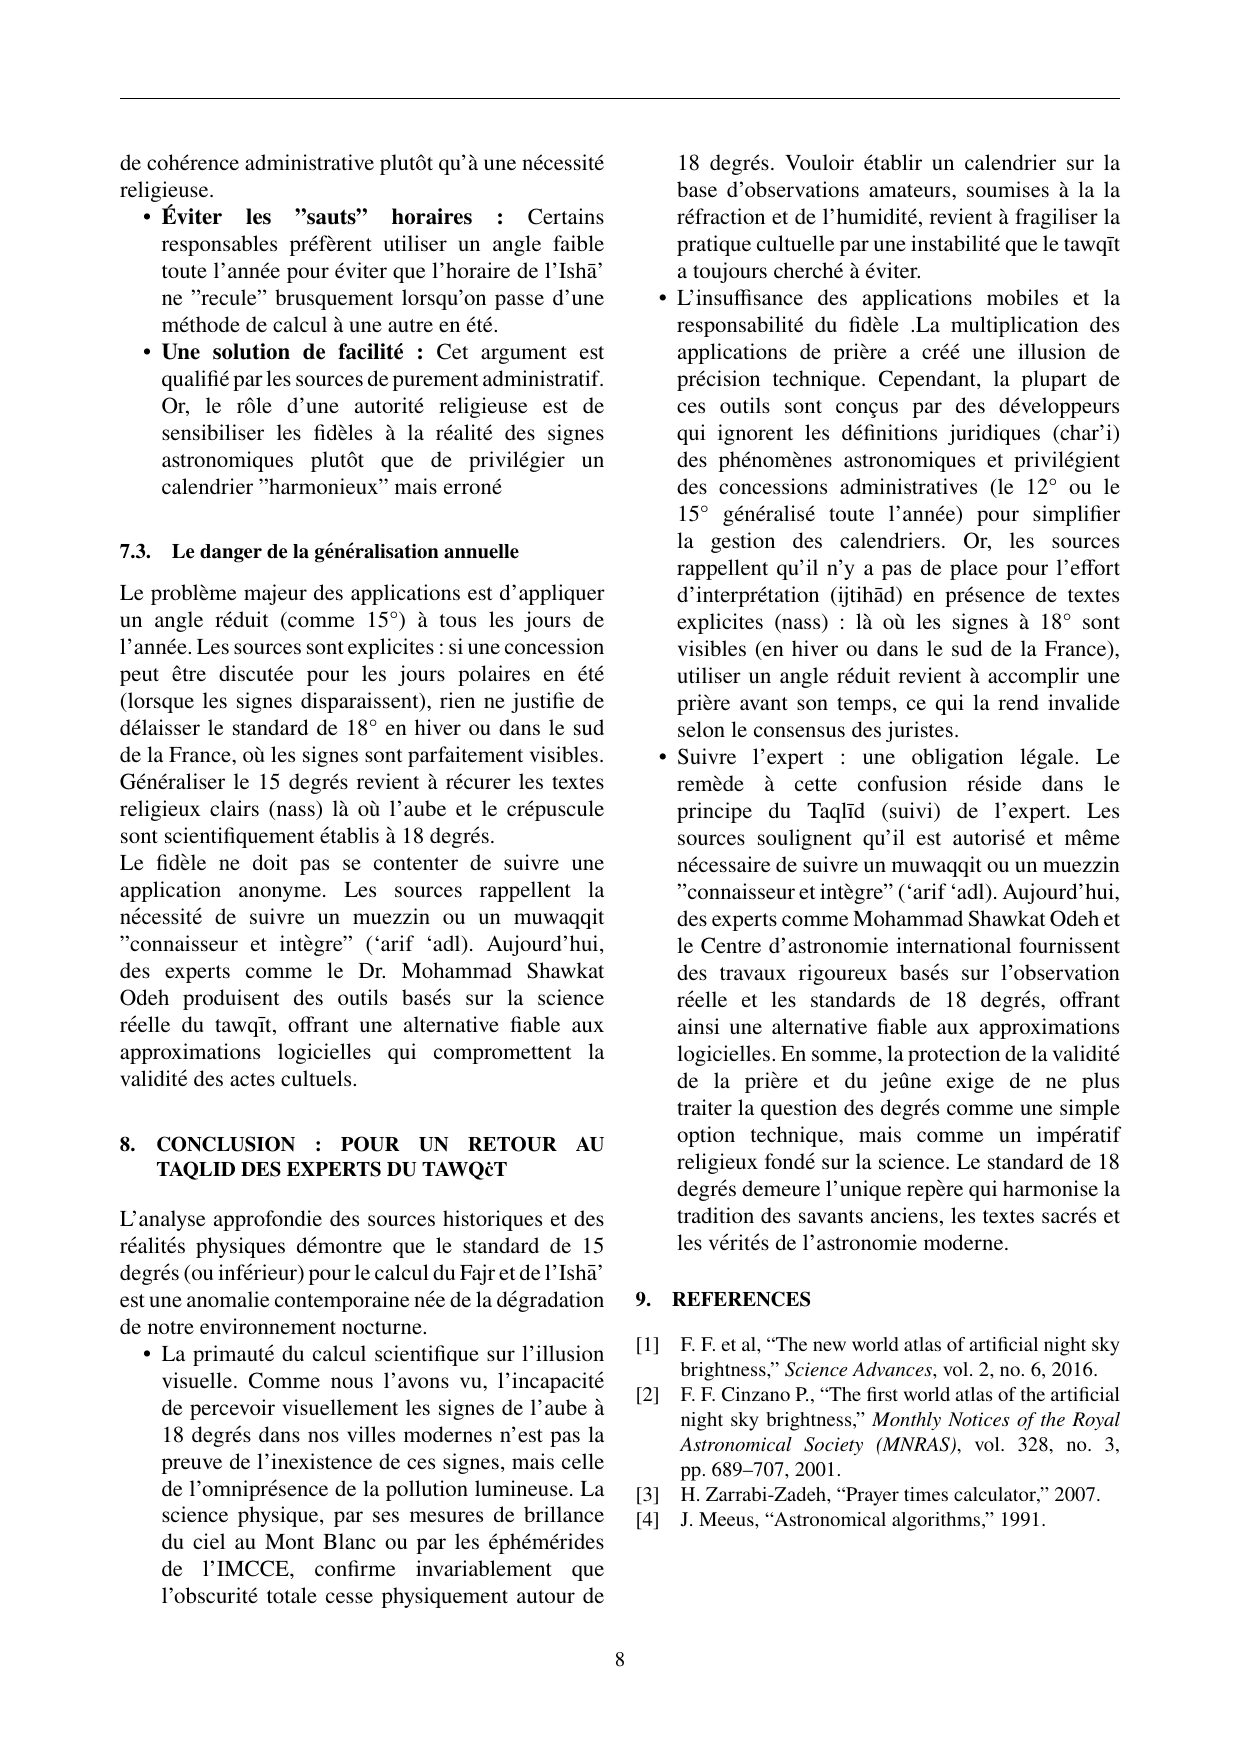 de cohérence administrative plutôt qu'à une nécessité
religieuse.
• Éviter les ”sauts” horaires : Certains
responsables préfèrent utiliser un angle faible
toute l'année pour éviter que l'horaire de l'Ishā'
ne ”recule” brusquement lorsqu'on passe d'une
méthode de calcul à une autre en été.
• Une solution de facilité : Cet argument est
qualifié par les sources de purement administratif.
Or, le rôle d'une autorité religieuse est de
sensibiliser les fidèles à la réalité des signes
astronomiques plutôt que de privilégier un
calendrier ”harmonieux” mais erroné
7.3. Le danger de la généralisation annuelle
Le problème majeur des applications est d'appliquer
un angle réduit (comme 15°) à tous les jours de
l'année. Les sources sont explicites : si une concession
peut être discutée pour les jours polaires en été
(lorsque les signes disparaissent), rien ne justifie de
délaisser le standard de 18° en hiver ou dans le sud
de la France, où les signes sont parfaitement visibles.
Généraliser le 15 degrés revient à récurer les textes
religieux clairs (nass) là où l'aube et le crépuscule
sont scientifiquement établis à 18 degrés.
Le fidèle ne doit pas se contenter de suivre une
application anonyme. Les sources rappellent la
nécessité de suivre un muezzin ou un muwaqqit
”connaisseur et intègre” (‘arif ‘adl). Aujourd'hui,
des experts comme le Dr. Mohammad Shawkat
Odeh produisent des outils basés sur la science
réelle du tawqīt, offrant une alternative fiable aux
approximations logicielles qui compromettent la
validité des actes cultuels.
8. CONCLUSION : POUR UN RETOUR AU
TAQLID DES EXPERTS DU TAWQċT
L'analyse approfondie des sources historiques et des
réalités physiques démontre que le standard de 15
degrés (ou inférieur) pour le calcul du Fajr et de l'Ishā'
est une anomalie contemporaine née de la dégradation
de notre environnement nocturne.
• La primauté du calcul scientifique sur l'illusion
visuelle. Comme nous l'avons vu, l'incapacité
de percevoir visuellement les signes de l'aube à
18 degrés dans nos villes modernes n'est pas la
preuve de l'inexistence de ces signes, mais celle
de l'omniprésence de la pollution lumineuse. La
science physique, par ses mesures de brillance
du ciel au Mont Blanc ou par les éphémérides
de l'IMCCE, confirme invariablement que
l'obscurité totale cesse physiquement autour de
18 degrés. Vouloir établir un calendrier sur la
base d'observations amateurs, soumises à la la
réfraction et de l'humidité, revient à fragiliser la
pratique cultuelle par une instabilité que le tawqīt
a toujours cherché à éviter.
• L'insuffisance des applications mobiles et la
responsabilité du fidèle .La multiplication des
applications de prière a créé une illusion de
précision technique. Cependant, la plupart de
ces outils sont conçus par des développeurs
qui ignorent les définitions juridiques (char'i)
des phénomènes astronomiques et privilégient
des concessions administratives (le 12° ou le
15° généralisé toute l'année) pour simplifier
la gestion des calendriers. Or, les sources
rappellent qu'il n'y a pas de place pour l'effort
d'interprétation (ijtihād) en présence de textes
explicites (nass) : là où les signes à 18° sont
visibles (en hiver ou dans le sud de la France),
utiliser un angle réduit revient à accomplir une
prière avant son temps, ce qui la rend invalide
selon le consensus des juristes.
• Suivre l'expert : une obligation légale. Le
remède à cette confusion réside dans le
principe du Taqlīd (suivi) de l'expert. Les
sources soulignent qu'il est autorisé et même
nécessaire de suivre un muwaqqit ou un muezzin
”connaisseur et intègre” (‘arif ‘adl). Aujourd'hui,
des experts comme Mohammad Shawkat Odeh et
le Centre d'astronomie international fournissent
des travaux rigoureux basés sur l'observation
réelle et les standards de 18 degrés, offrant
ainsi une alternative fiable aux approximations
logicielles. En somme, la protection de la validité
de la prière et du jeûne exige de ne plus
traiter la question des degrés comme une simple
option technique, mais comme un impératif
religieux fondé sur la science. Le standard de 18
degrés demeure l'unique repère qui harmonise la
tradition des savants anciens, les textes sacrés et
les vérités de l'astronomie moderne.
9. REFERENCES
[1] F. F. et al, “The new world atlas of artificial night sky
brightness,” Science Advances, vol. 2, no. 6, 2016.
[2] F. F. Cinzano P., “The first world atlas of the artificial
night sky brightness,” Monthly Notices of the Royal
Astronomical Society (MNRAS), vol. 328, no. 3,
pp. 689–707, 2001.
[3] H. Zarrabi-Zadeh, “Prayer times calculator,” 2007.
[4] J. Meeus, “Astronomical algorithms,” 1991.
8